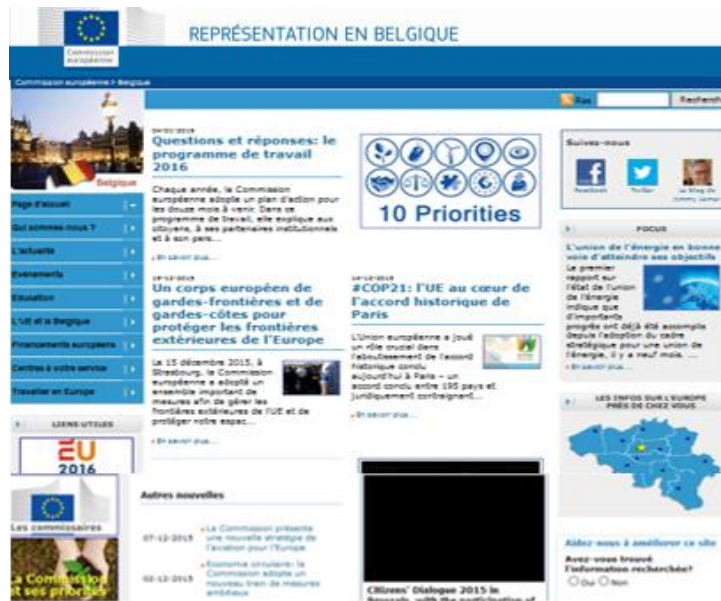 REPRÉSENTATION EN BELGIQUE
Commission
européenne
Commission européenne > Belgique
Rss
Recherche
Belgique
Page d'accueil
Qui sommes-nous ?
L'actualité
Evénements
Education
L'UE et la Belgique
Financements européens
Centres à votre service
Travailler en Europe
LIENS UTILES
EU
2016
Les commissaires
La Commission
et ses priorités
Questions et réponses: le
programme de travail
2016
Chaque année, la Commission
européenne adopte un plan d'action pour
les douze mois à venir. Dans ce
programme de travail, elle explique aux
citoyens, à ses partenaires institutionnels
et à son pers...
En savoir plus...
10 Priorities
Un corps européen de
gardes-frontières et de
gardes-côtes pour
protéger les frontières
extérieures de l'Europe
Le 15 décembre 2015, à
Strasbourg, la Commission
européenne a adopté un
ensemble important de
mesures afin de gérer les
frontières extérieures de l'UE et de
protéger notre espac...
En savoir plus...
#COP21: l'UE au cœur de
l'accord historique de
Paris
L'Union européenne a joué
un rôle crucial dans
l'aboutissement de l'accord
historique conclu
aujourd'hui à Paris – un
accord conclu entre 195 pays et
juridiquement contraignant...
En savoir plus...
Autres nouvelles
07-12-2015
La Commission présente
une nouvelle stratégie de
l'aviation pour l'Europe
02-12-2015
Economie circulaire: la
Commission adopte un
nouveau train de mesures
ambitieux
Citizens' Dialogue 2015 in
Brussels, with the participation of
Suivez-nous
Facebook
Twitter
Le blog de
FOCUS
L'union de l'énergie en bonne
voie d'atteindre ses objectifs
Le premier
rapport sur
l'état de l'union
de l'énergie
indique que
d'importants
progrès ont déjà été accomplis
depuis l'adoption du cadre
stratégique pour une union de
l'énergie, il y a neuf mois. ...
En savoir plus...
LES INFOS SUR L'EUROPE
PRÈS DE CHEZ VOUS
Aidez-nous à améliorer ce site
Avez-vous trouvé
l'information recherchée?
Oui
Non